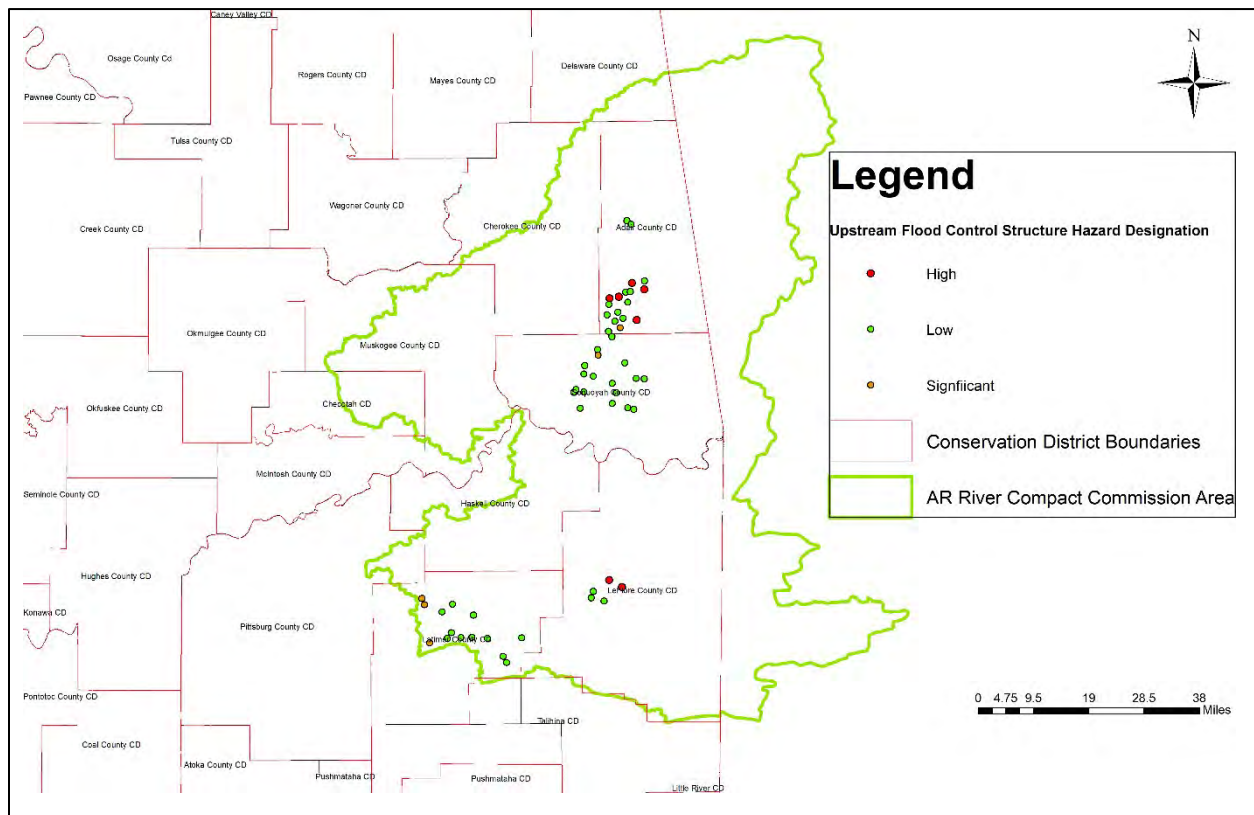 Caney Valley CD
Osage County Cd
Rogers County CD
Mayes County CD
Delaware County CD
N
Pawnee County CD
Tulsa County CD
Wagoner County CD
Cherokee County CD
Adair County CD
Creek County CD
Okmulgee County CD
Muskogee County CD
Okfuskee County CD
Checotah CD
Sequoyah County CD
McIntosh County CD
Seminole County CD
Haskell County CD
Hughes County CD
Konawa CD
Pittsburg County CD
LeFlore County CD
Latimer County CD
Pontotoc County CD
Talihina CD
Coal County CD
Atoka County CD
Pushmataha CD
Pushmataha CD
Little River CD
Legend
Upstream Flood Control Structure Hazard Designation
High
Low
Signfiicant
Conservation District Boundaries
AR River Compact Commission Area
0 4.75 9.5 19 28.5 38
Miles